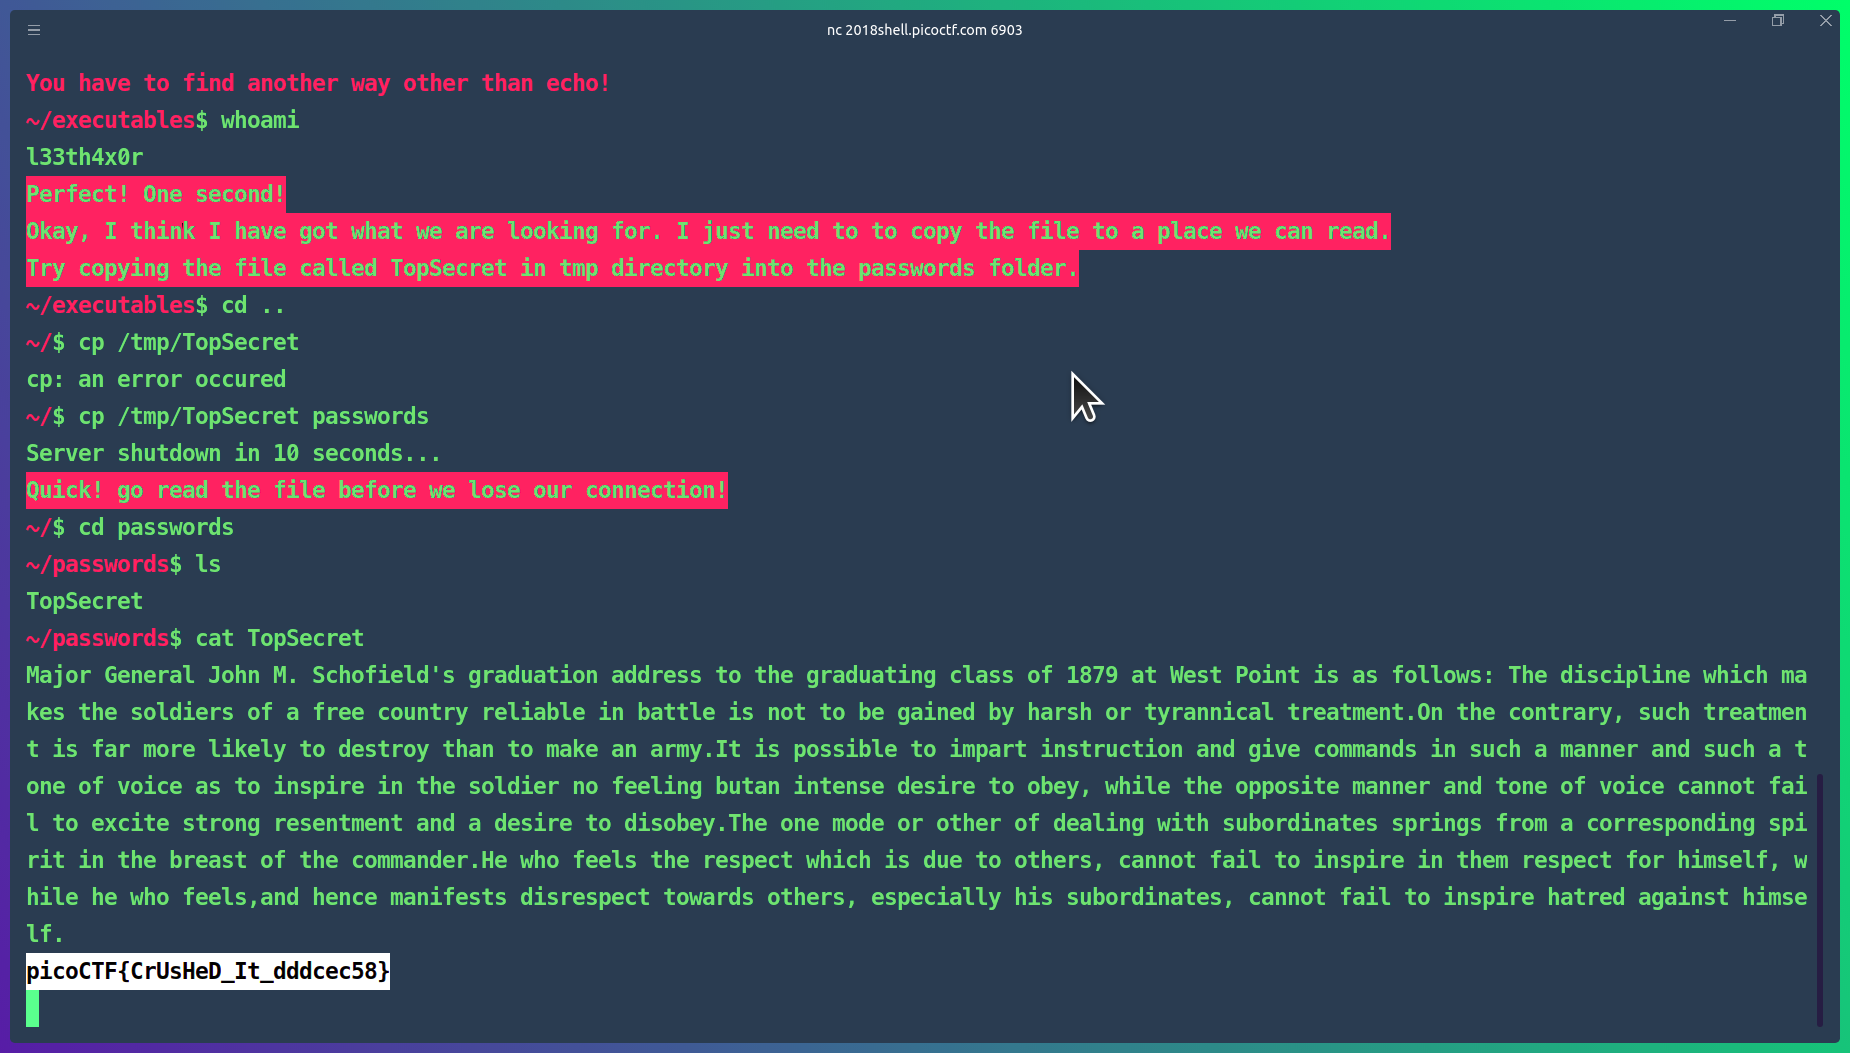 nc 2018shell.picoctf.com 6903
You have to find another way other than echo!
~/executables$ whoami
l33th4x0r
Perfect! One second!
Okay, I think I have got what we are looking for. I just need to to copy the file to a place we can read.
Try copying the file called TopSecret in tmp directory into the passwords folder.
~/executables$ cd ..
~/$ cp /tmp/TopSecret
cp: an error occured
~/$ cp /tmp/TopSecret passwords
Server shutdown in 10 seconds...
Quick! go read the file before we lose our connection!
~/$ cd passwords
~/passwords$ ls
TopSecret
~/passwords$ cat TopSecret
Major General John M. Schofield's graduation address to the graduating class of 1879 at West Point is as follows: The discipline which ma
kes the soldiers of a free country reliable in battle is not to be gained by harsh or tyrannical treatment.On the contrary, such treatmen
t is far more likely to destroy than to make an army.It is possible to impart instruction and give commands in such a manner and such a t
one of voice as to inspire in the soldier no feeling butan intense desire to obey, while the opposite manner and tone of voice cannot fai
l to excite strong resentment and a desire to disobey.The one mode or other of dealing with subordinates springs from a corresponding spi
rit in the breast of the commander.He who feels the respect which is due to others, cannot fail to inspire in them respect for himself, w
hile he who feels,and hence manifests disrespect towards others, especially his subordinates, cannot fail to inspire hatred against himse
lf.
picoCTF{CrUsHeD_It_dddcec58}